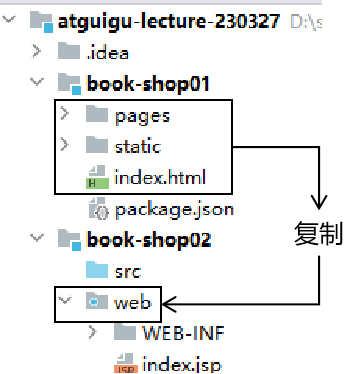 atguigu-lecture-230327 D:\s
.idea
book-shop01
pages
static
index.html
package.json
复制
book-shop02
src
web
WEB-INF
index.jsp